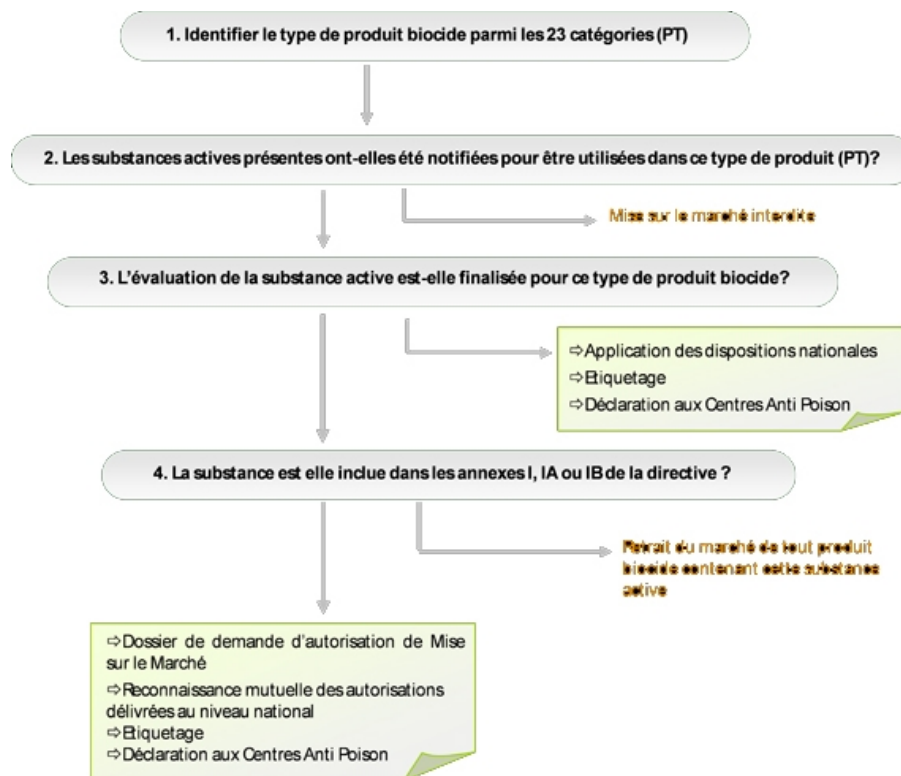 1. Identifier le type de produit biocide parmi les 23 catégories (PT)
2. Les substances actives présentes ont-elles été notifiées pour être utilisées dans ce type de produit (PT)?
Mise sur le marché interdite
3. L'évaluation de la substance active est-elle finalisée pour ce type de produit biocide?
⇨Application des dispositions nationales
⇨Etiquetage
⇨Déclaration aux Centres Anti Poison
4. La substance est elle inclue dans les annexes I, IA ou IB de la directive ?
Retrait du marché de tout produit
biocide contenant cette substance
active
⇨Dossier de demande d'autorisation de Mise
sur le Marché
⇨Reconnaissance mutuelle des autorisations
délivrées au niveau national
⇨Etiquetage
⇨Déclaration aux Centres Anti Poison